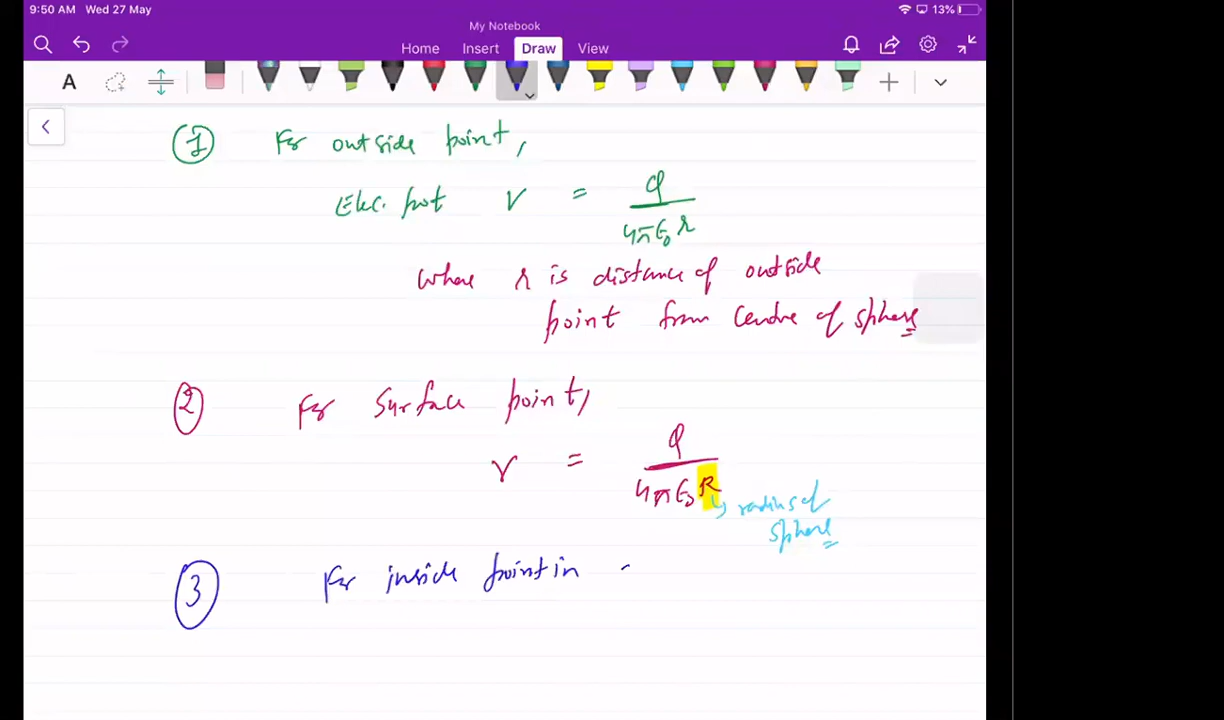 9:50 AM Wed 27 May
13%
My Notebook
Home Insert Draw View
A
1 For outside point,
Elec. pot V = q
4πε₀r
where r is distance of outside
point from centre of sphere
2 For surface point,
V = q
4πε₀R
↳ radius of
sphere
3 For inside point in